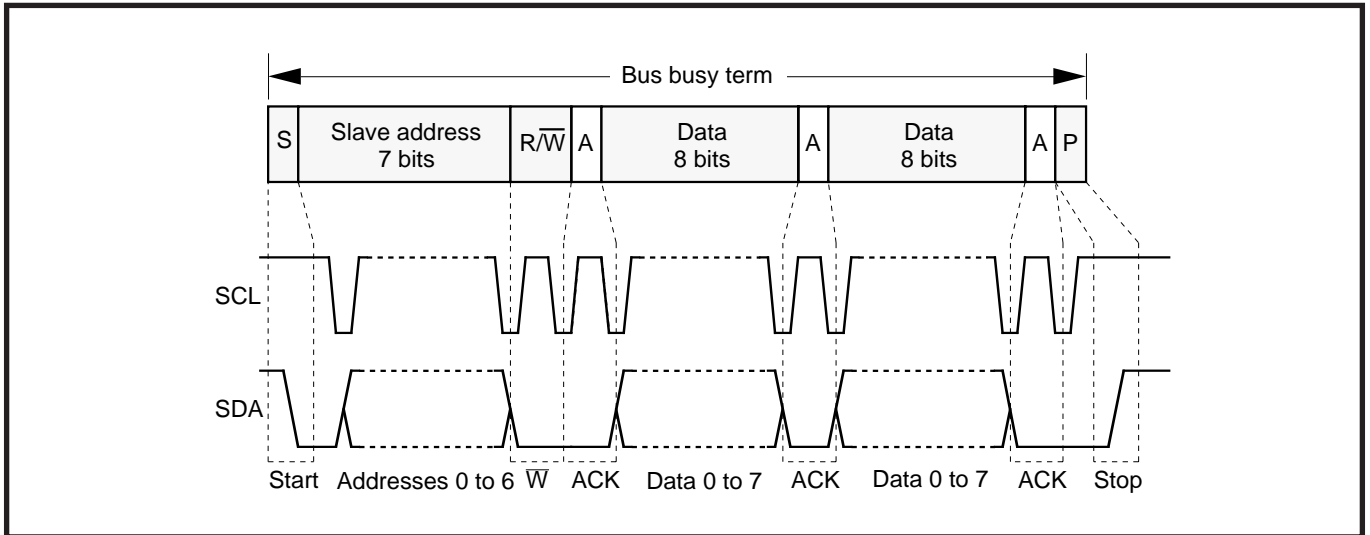 Bus busy term
S Slave address 7 bits R/W̅ A Data 8 bits A Data 8 bits A P
SCL
SDA
Start Addresses 0 to 6 W̅ ACK Data 0 to 7 ACK Data 0 to 7 ACK Stop